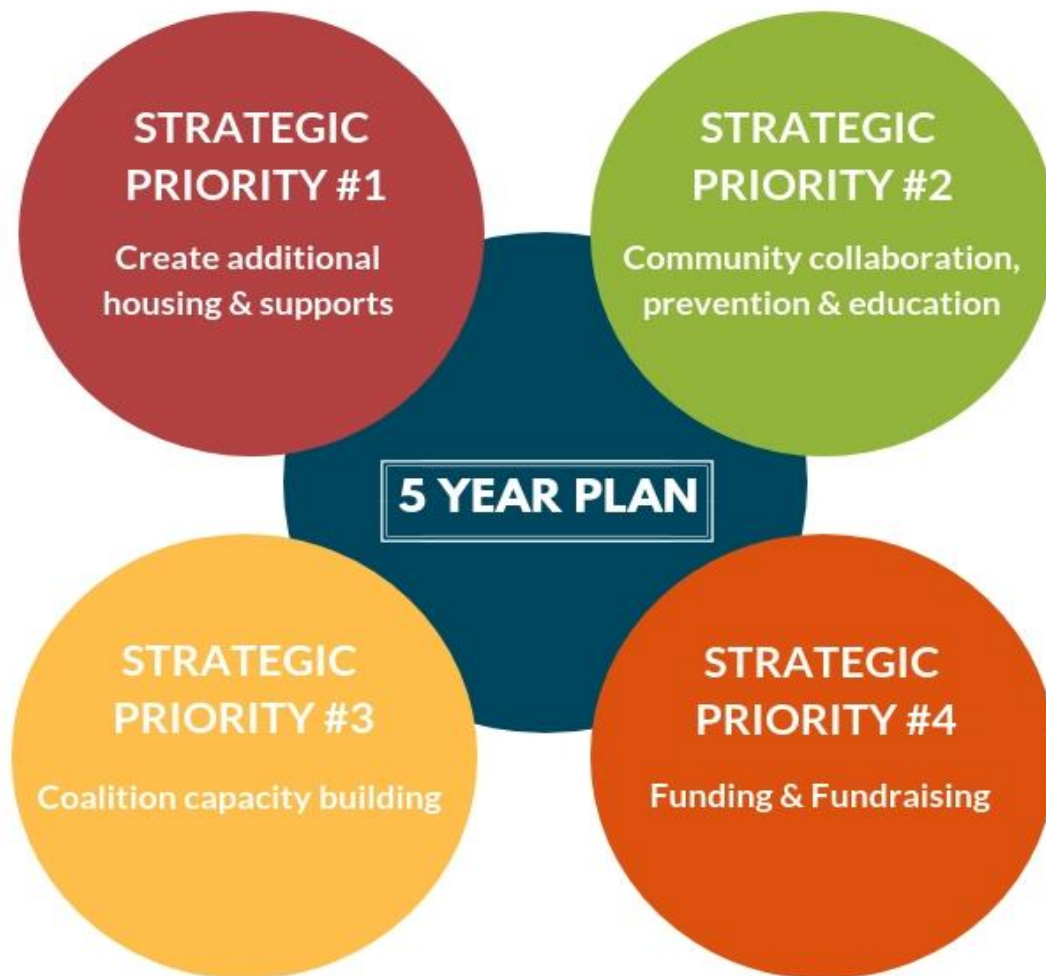 STRATEGIC
PRIORITY #1
Create additional
housing & supports
STRATEGIC
PRIORITY #2
Community collaboration,
prevention & education
5 YEAR PLAN
STRATEGIC
PRIORITY #3
Coalition capacity building
STRATEGIC
PRIORITY #4
Funding & Fundraising